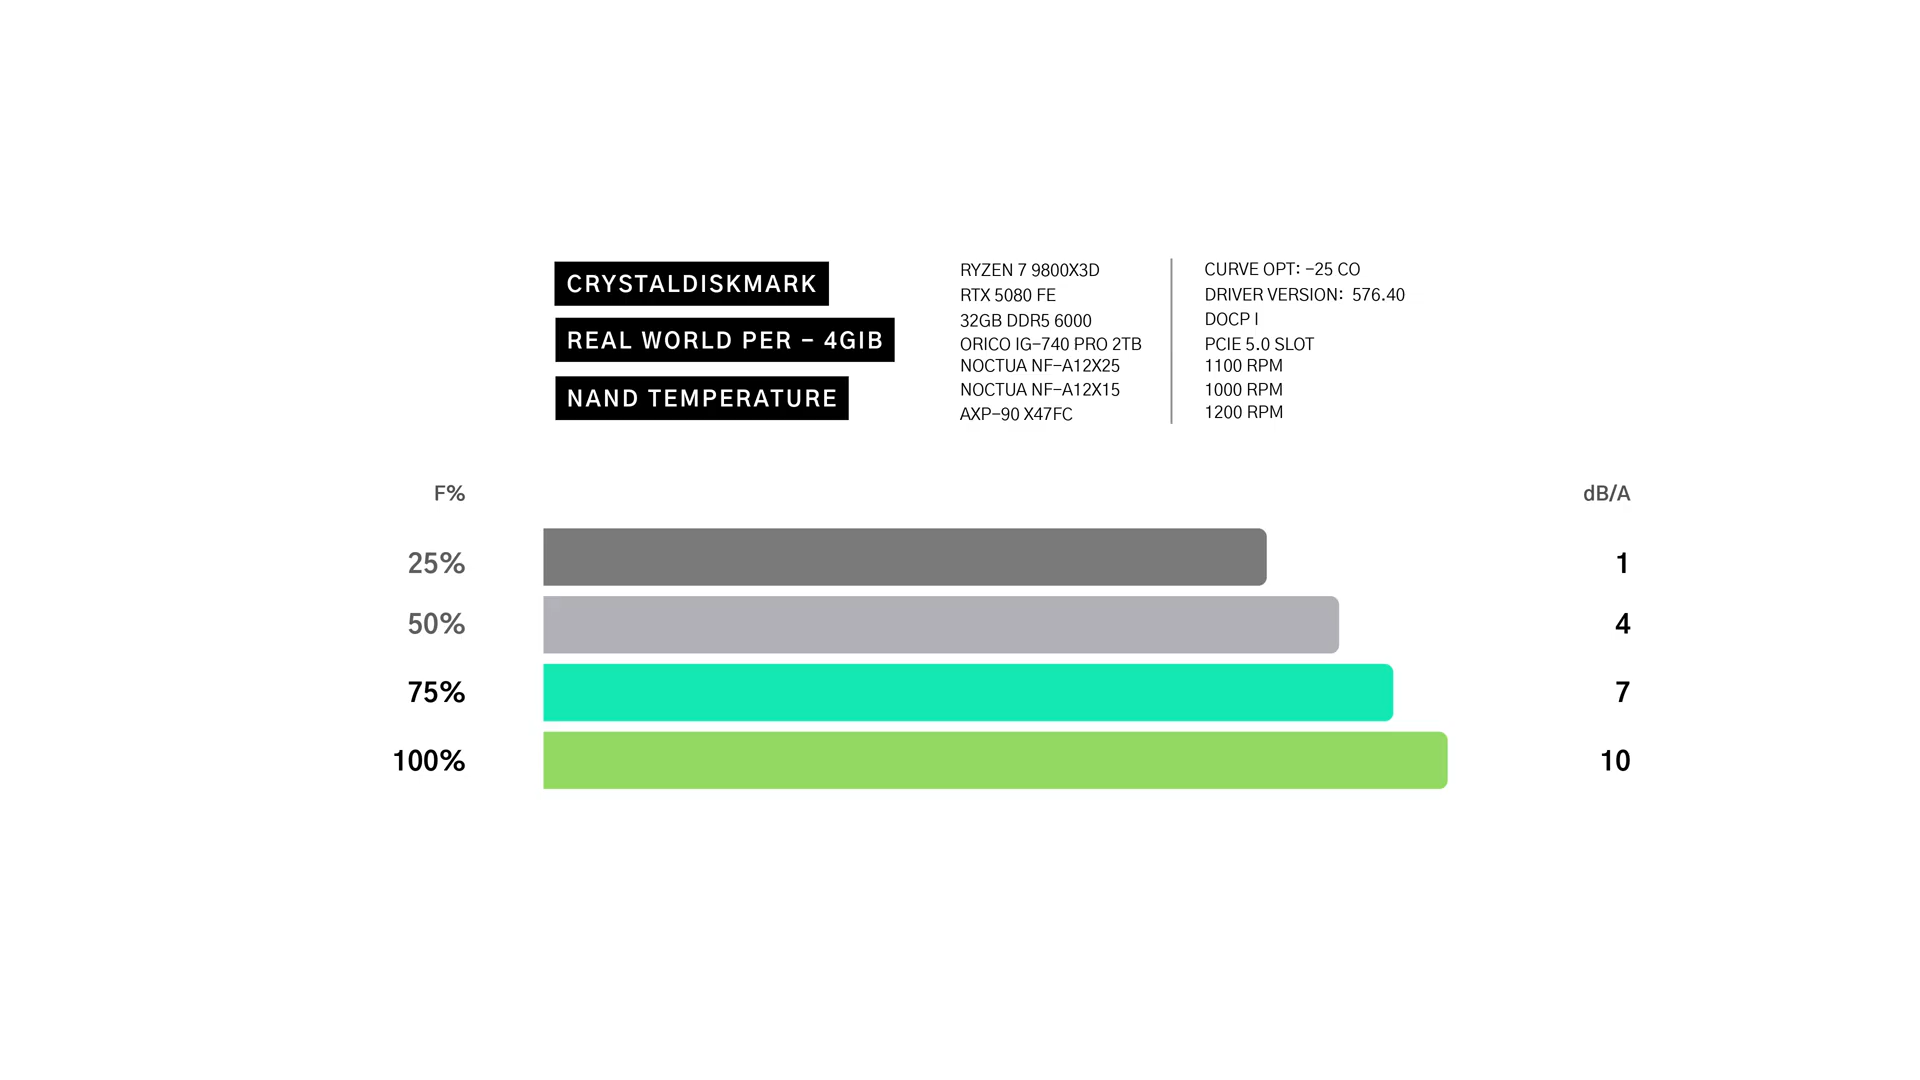 CRYSTALDISKMARK
REAL WORLD PER - 4GIB
NAND TEMPERATURE
RYZEN 7 9800X3D
RTX 5080 FE
32GB DDR5 6000
ORICO IG-740 PRO 2TB
NOCTUA NF-A12X25
NOCTUA NF-A12X15
AXP-90 X47FC
CURVE OPT: -25 CO
DRIVER VERSION: 576.40
DOCP I
PCIE 5.0 SLOT
1100 RPM
1000 RPM
1200 RPM
F% dB/A
25% 1
50% 4
75% 7
100% 10